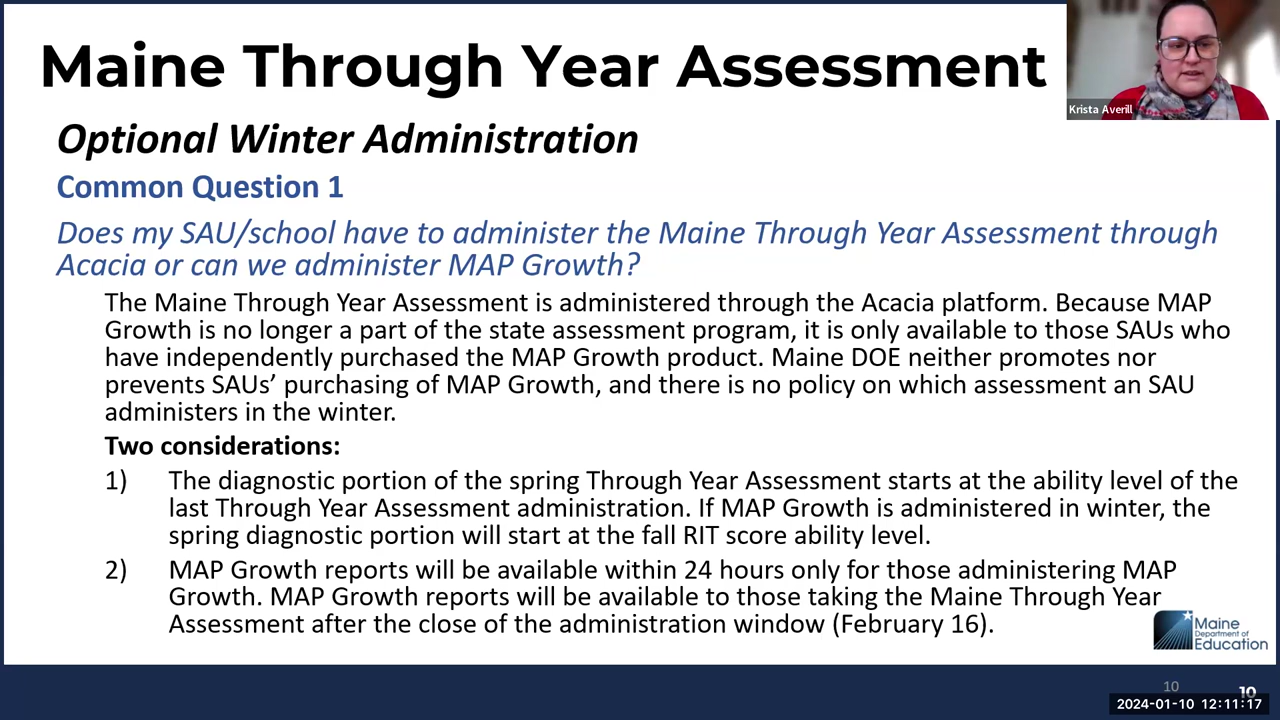 Maine Through Year Assessment
Krista Averill
Optional Winter Administration
Common Question 1
Does my SAU/school have to administer the Maine Through Year Assessment through
Acacia or can we administer MAP Growth?
The Maine Through Year Assessment is administered through the Acacia platform. Because MAP
Growth is no longer a part of the state assessment program, it is only available to those SAUs who
have independently purchased the MAP Growth product. Maine DOE neither promotes nor
prevents SAUs’ purchasing of MAP Growth, and there is no policy on which assessment an SAU
administers in the winter.
Two considerations:
1) The diagnostic portion of the spring Through Year Assessment starts at the ability level of the
last Through Year Assessment administration. If MAP Growth is administered in winter, the
spring diagnostic portion will start at the fall RIT score ability level.
2) MAP Growth reports will be available within 24 hours only for those administering MAP
Growth. MAP Growth reports will be available to those taking the Maine Through Year
Assessment after the close of the administration window (February 16).
Maine
Department of
Education
10
10
2024-01-10 12:11:17